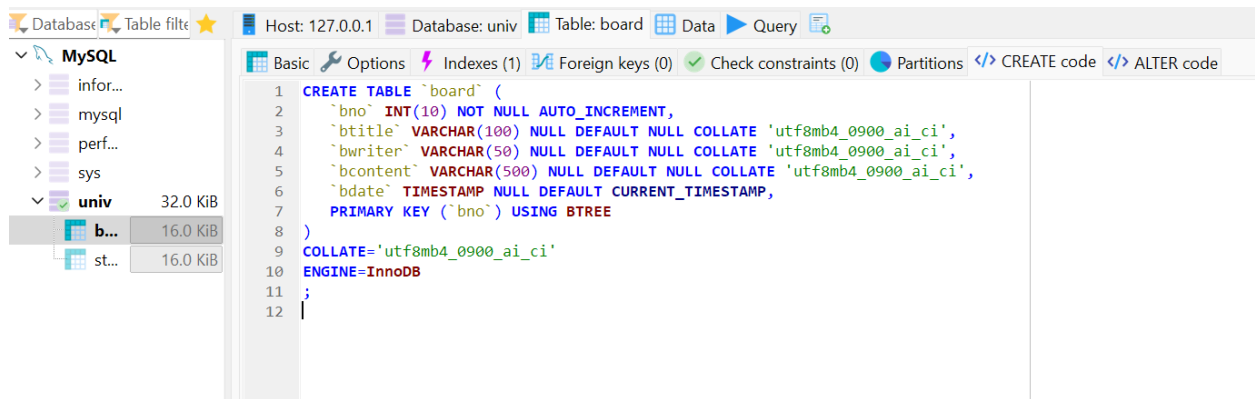 Database Table filte Host: 127.0.0.1 Database: univ Table: board Data Query
MySQL
infor...
mysql
perf...
sys
univ 32.0 KiB
b... 16.0 KiB
st... 16.0 KiB
Basic Options Indexes (1) Foreign keys (0) Check constraints (0) Partitions </> CREATE code </> ALTER code
1 CREATE TABLE `board` (
2 `bno` INT(10) NOT NULL AUTO_INCREMENT,
3 `btitle` VARCHAR(100) NULL DEFAULT NULL COLLATE 'utf8mb4_0900_ai_ci',
4 `bwriter` VARCHAR(50) NULL DEFAULT NULL COLLATE 'utf8mb4_0900_ai_ci',
5 `bcontent` VARCHAR(500) NULL DEFAULT NULL COLLATE 'utf8mb4_0900_ai_ci',
6 `bdate` TIMESTAMP NULL DEFAULT CURRENT_TIMESTAMP,
7 PRIMARY KEY (`bno`) USING BTREE
8 )
9 COLLATE='utf8mb4_0900_ai_ci'
10 ENGINE=InnoDB
11 ;
12